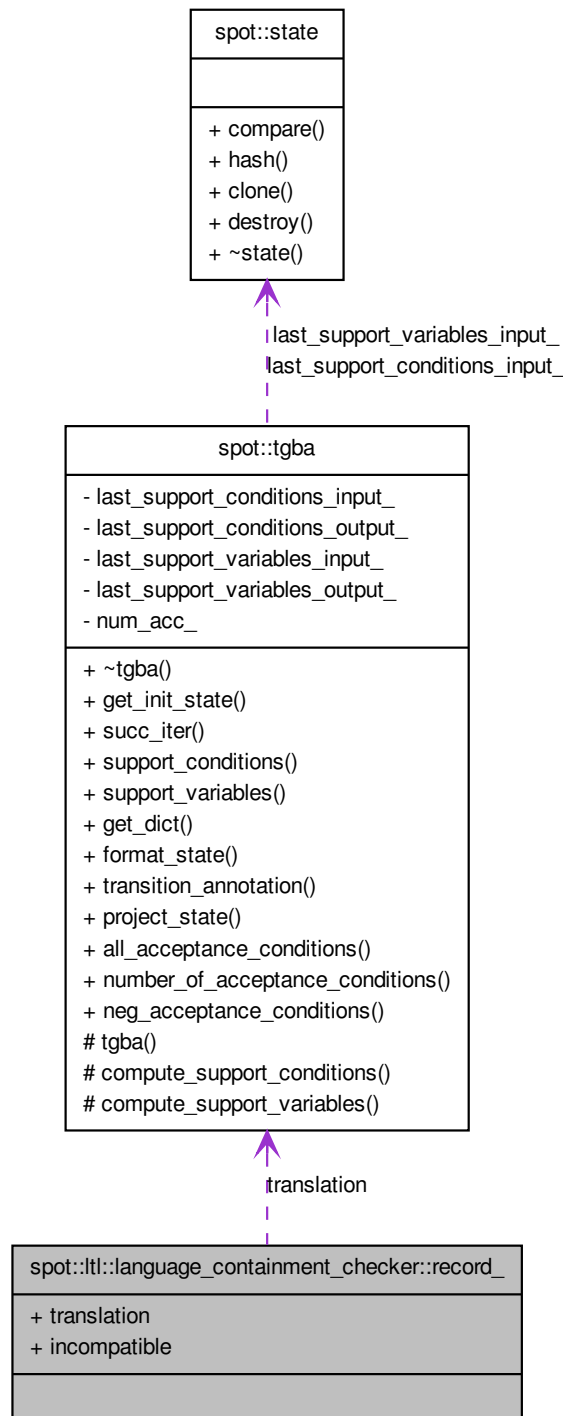 spot::state
+ compare()
+ hash()
+ clone()
+ destroy()
+ ~state()
last_support_variables_input_
last_support_conditions_input_
spot::tgba
- last_support_conditions_input_
- last_support_conditions_output_
- last_support_variables_input_
- last_support_variables_output_
- num_acc_
+ ~tgba()
+ get_init_state()
+ succ_iter()
+ support_conditions()
+ support_variables()
+ get_dict()
+ format_state()
+ transition_annotation()
+ project_state()
+ all_acceptance_conditions()
+ number_of_acceptance_conditions()
+ neg_acceptance_conditions()
# tgba()
# compute_support_conditions()
# compute_support_variables()
translation
spot::ltl::language_containment_checker::record_
+ translation
+ incompatible